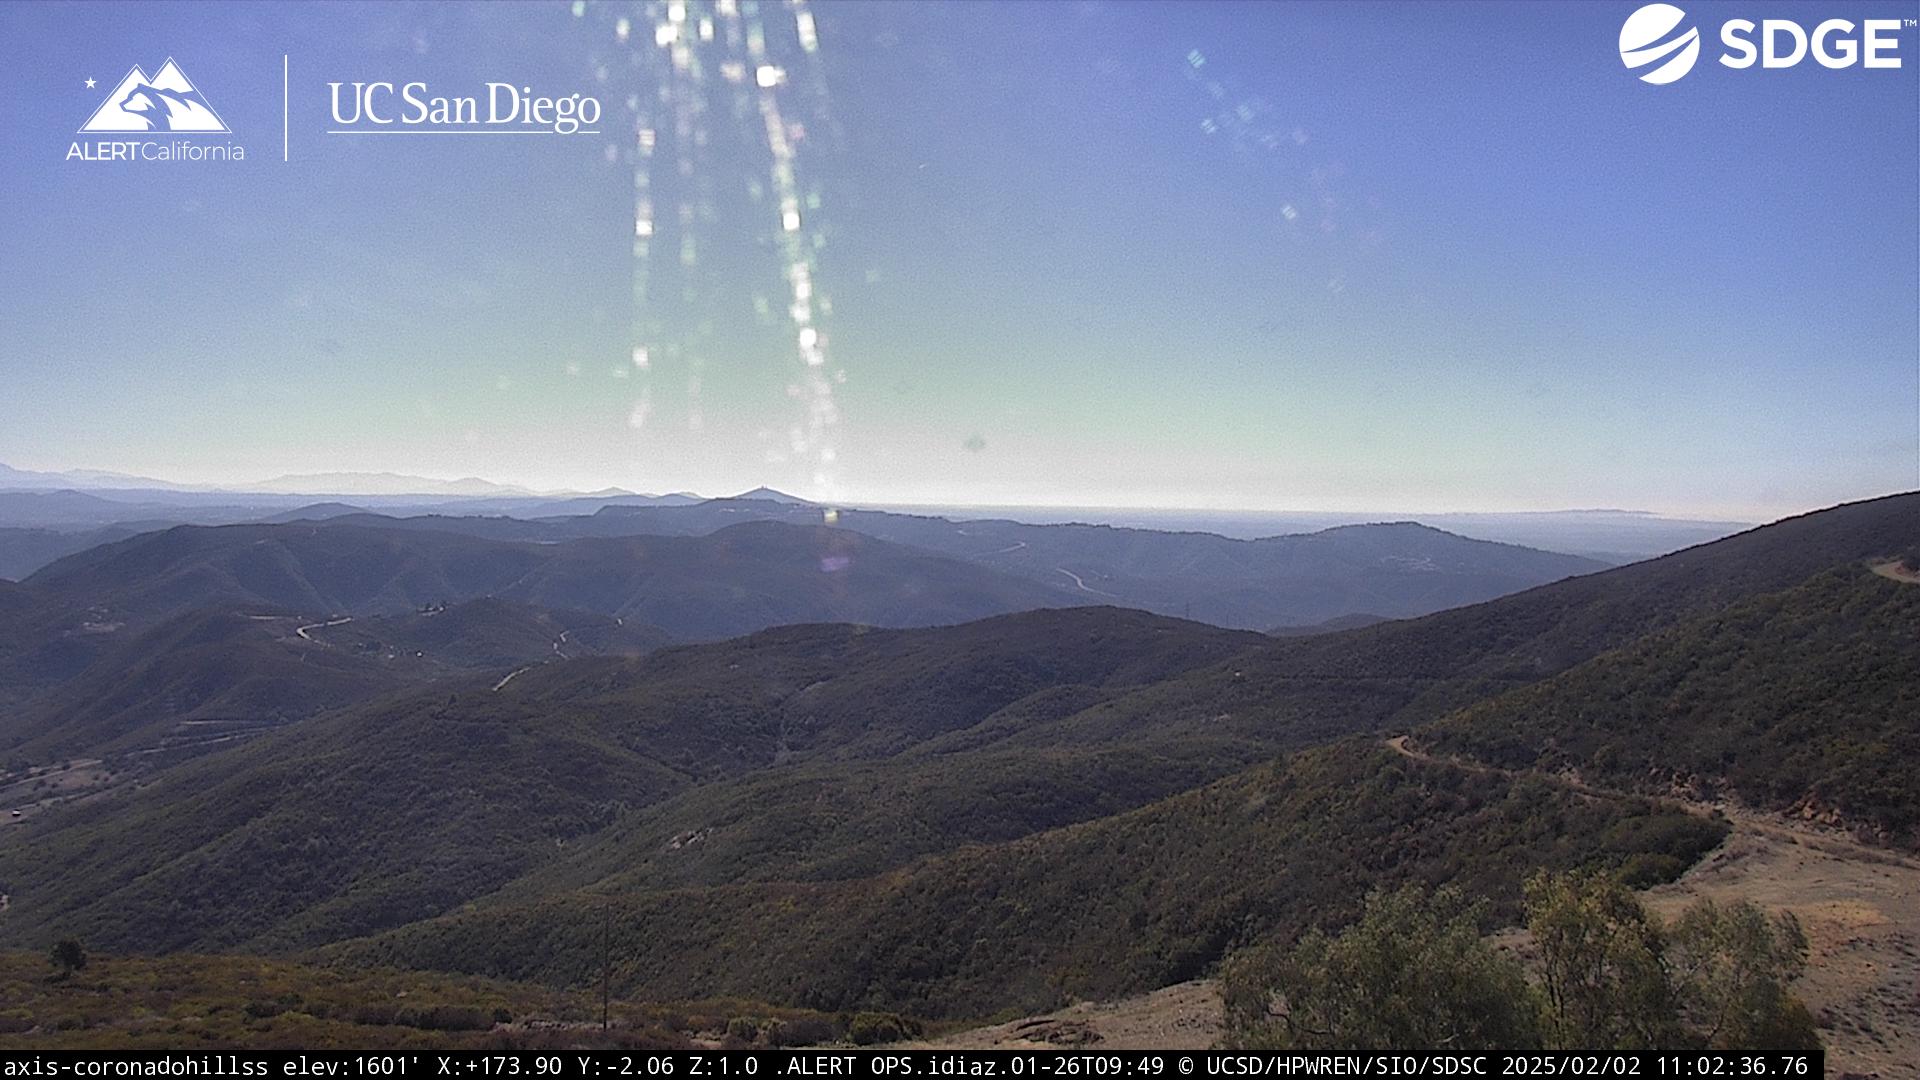 SDGE™
UC San Diego
ALERTCalifornia
axis-coronadohillss elev:1601' X:+173.90 Y:-2.06 Z:1.0 .ALERT OPS.idiaz.01-26T09:49 © UCSD/HPWREN/SIO/SDSC 2025/02/02 11:02:36.76